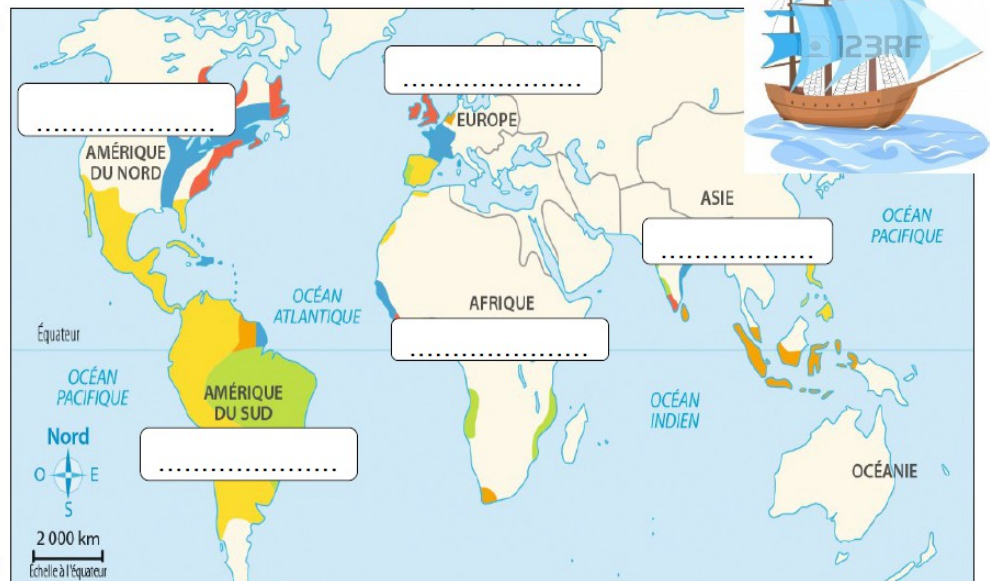 123RF
....................
....................
EUROPE
AMÉRIQUE
DU NORD
ASIE
.................
OCÉAN
PACIFIQUE
OCÉAN
ATLANTIQUE
AFRIQUE
....................
Équateur
OCÉAN
PACIFIQUE
AMÉRIQUE
DU SUD
OCÉAN
INDIEN
....................
Nord
O
E
S
OCÉANIE
2 000 km
Échelle à l'équateur